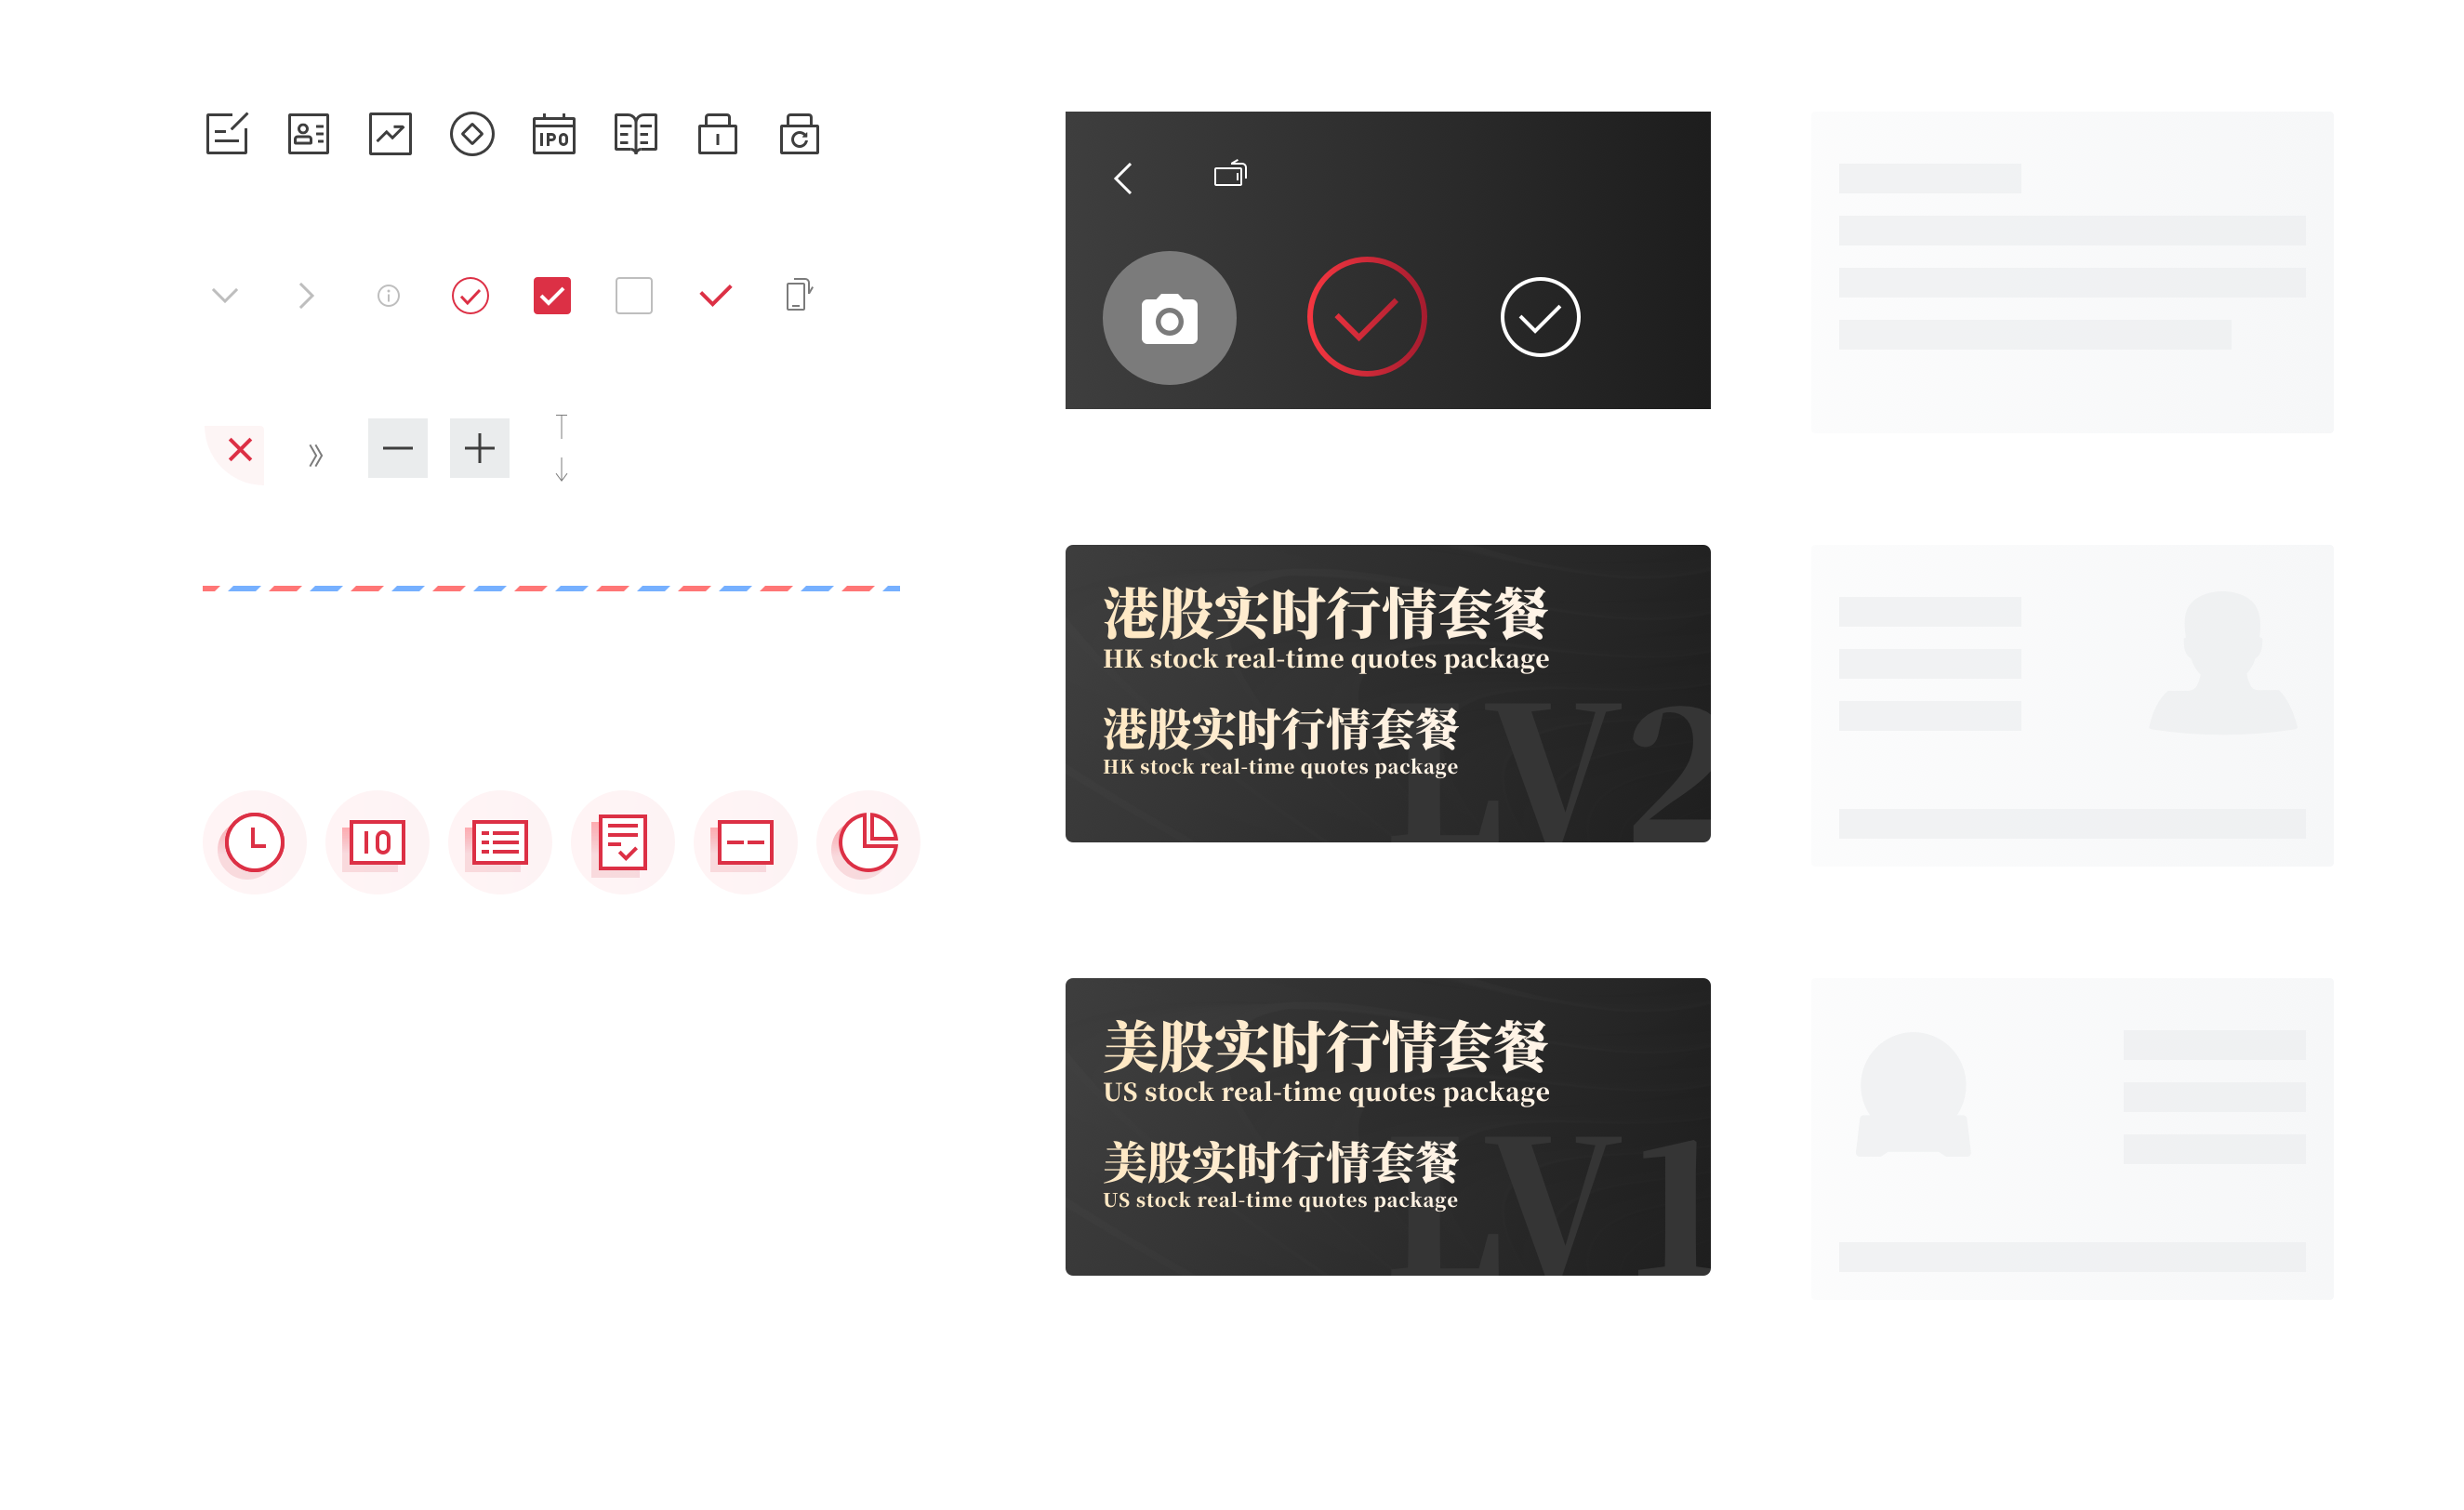 IPO
10
港股实时行情套餐
HK stock real-time quotes package
港股实时行情套餐
HK stock real-time quotes package
LV2
美股实时行情套餐
US stock real-time quotes package
美股实时行情套餐
US stock real-time quotes package
LV1